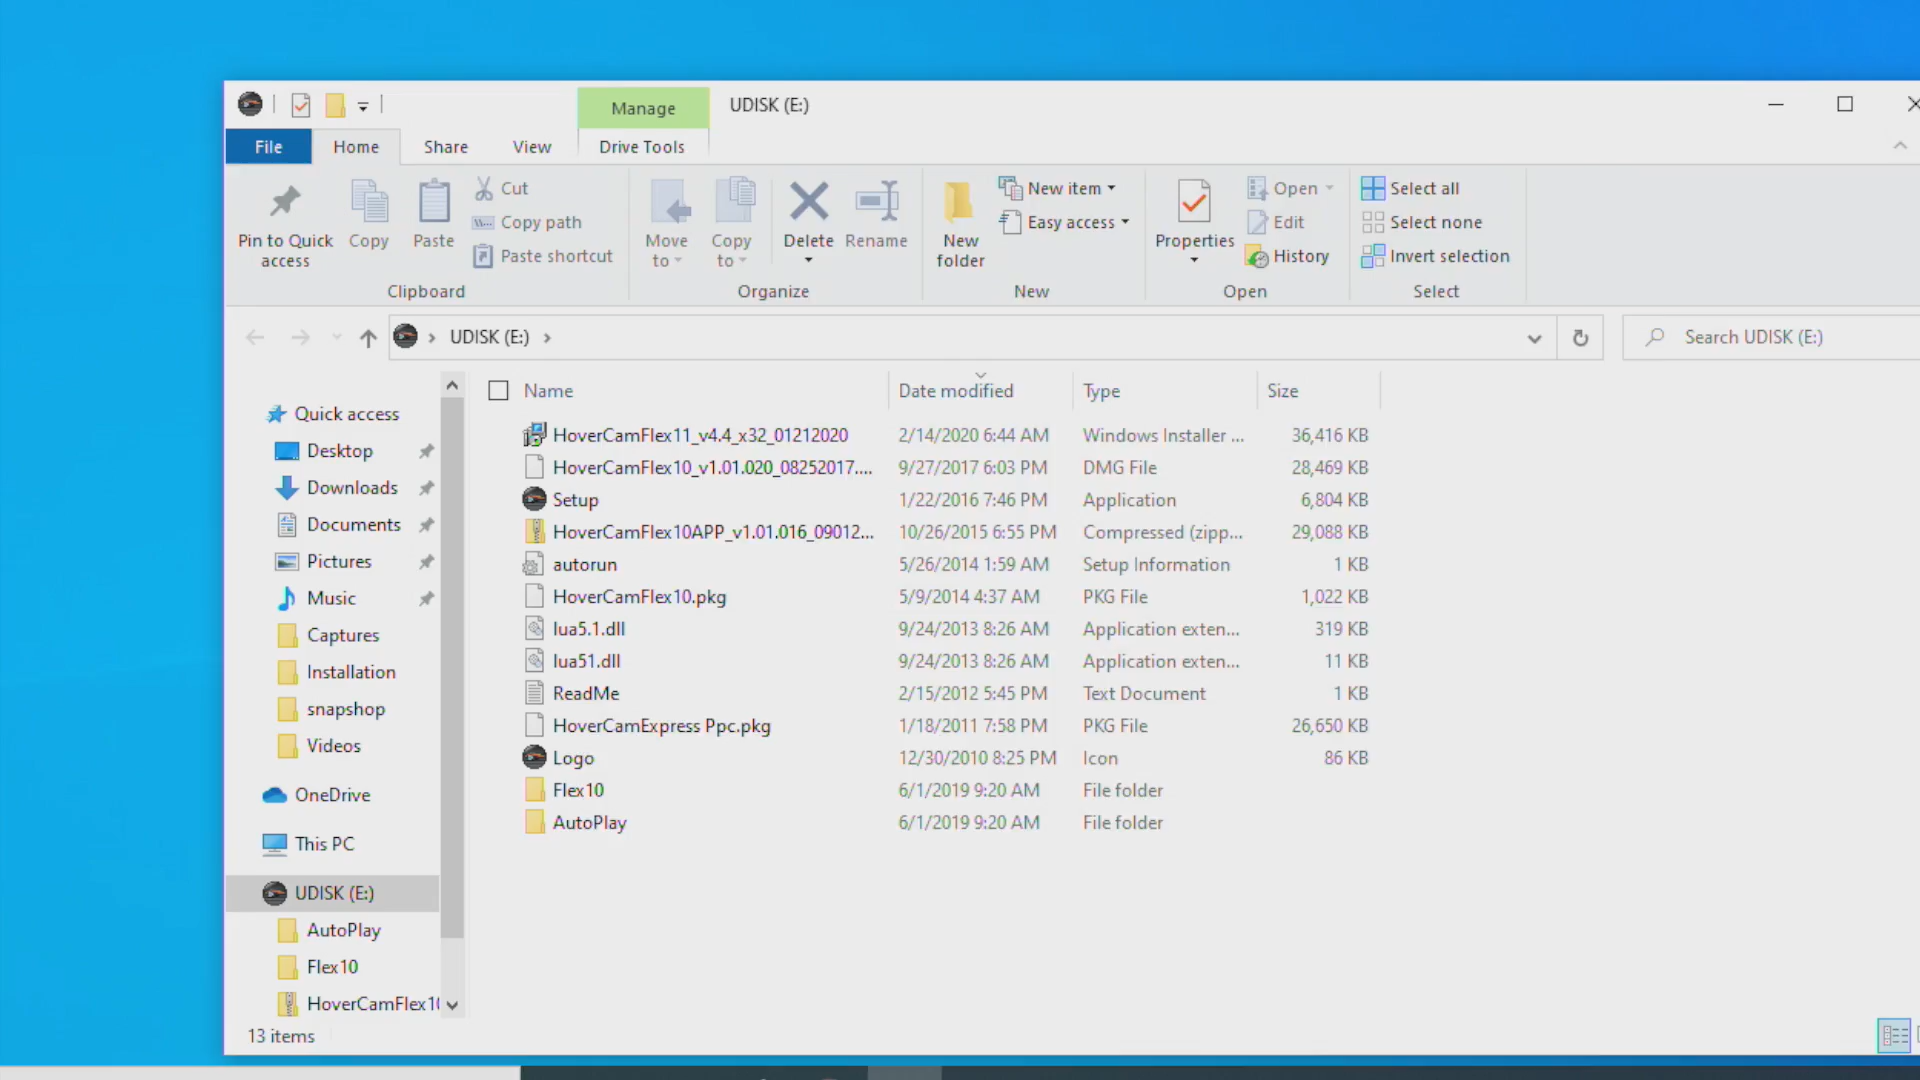 Manage
UDISK (E:)
File
Home
Share
View
Drive Tools
Pin to Quick access
Copy
Paste
Cut
Copy path
Paste shortcut
Clipboard
Move to
Copy to
Delete
Rename
Organize
New folder
New item
Easy access
New
Properties
Open
Edit
History
Open
Select all
Select none
Invert selection
Select
UDISK (E:)
Search UDISK (E:)
Quick access
Desktop
Downloads
Documents
Pictures
Music
Captures
Installation
snapshop
Videos
OneDrive
This PC
UDISK (E:)
AutoPlay
Flex10
HoverCamFlex10
Name Date modified Type Size
HoverCamFlex11_v4.4_x32_01212020 2/14/2020 6:44 AM Windows Installer ... 36,416 KB
HoverCamFlex10_v1.01.020_08252017.... 9/27/2017 6:03 PM DMG File 28,469 KB
Setup 1/22/2016 7:46 PM Application 6,804 KB
HoverCamFlex10APP_v1.01.016_09012... 10/26/2015 6:55 PM Compressed (zipp... 29,088 KB
autorun 5/26/2014 1:59 AM Setup Information 1 KB
HoverCamFlex10.pkg 5/9/2014 4:37 AM PKG File 1,022 KB
lua5.1.dll 9/24/2013 8:26 AM Application exten... 319 KB
lua51.dll 9/24/2013 8:26 AM Application exten... 11 KB
ReadMe 2/15/2012 5:45 PM Text Document 1 KB
HoverCamExpress Ppc.pkg 1/18/2011 7:58 PM PKG File 26,650 KB
Logo 12/30/2010 8:25 PM Icon 86 KB
Flex10 6/1/2019 9:20 AM File folder
AutoPlay 6/1/2019 9:20 AM File folder
13 items